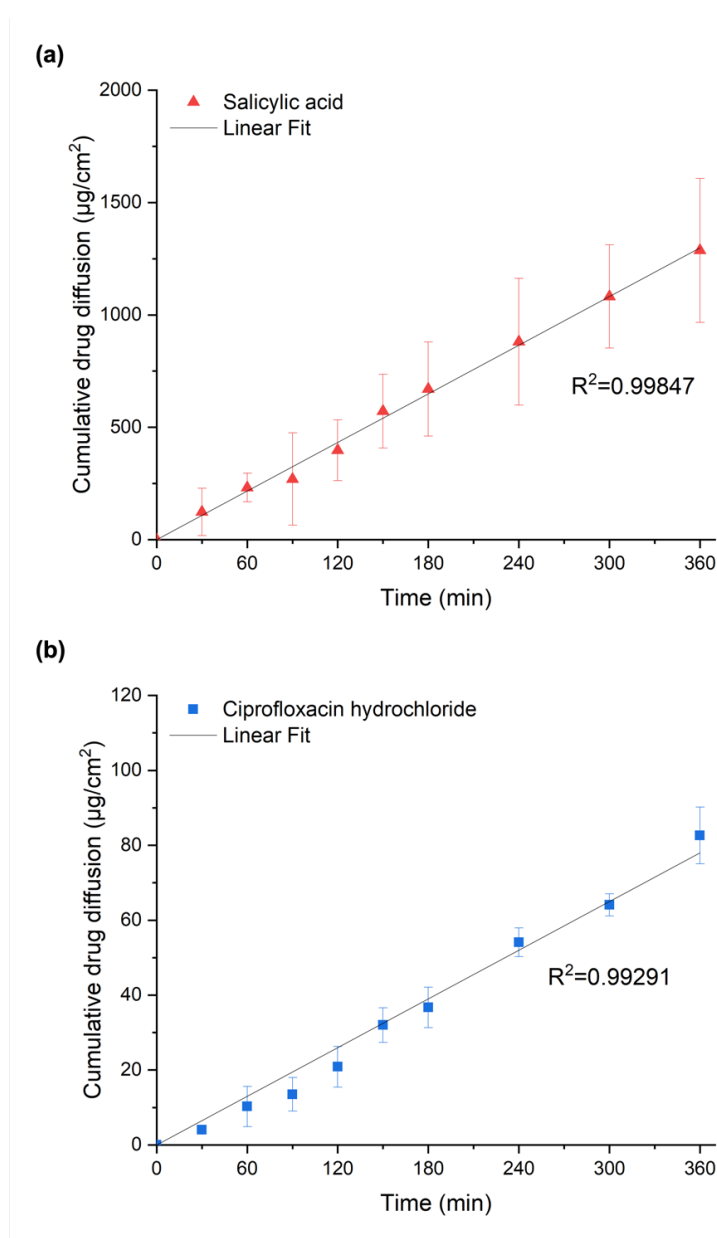 (a)
2000
Salicylic acid
Linear Fit
1500
1000
R²=0.99847
500
0
Cumulative drug diffusion (µg/cm²)
0 60 120 180 240 300 360
Time (min)
(b)
120
Ciprofloxacin hydrochloride
Linear Fit
100
80
60
R²=0.99291
40
20
0
Cumulative drug diffusion (µg/cm²)
0 60 120 180 240 300 360
Time (min)